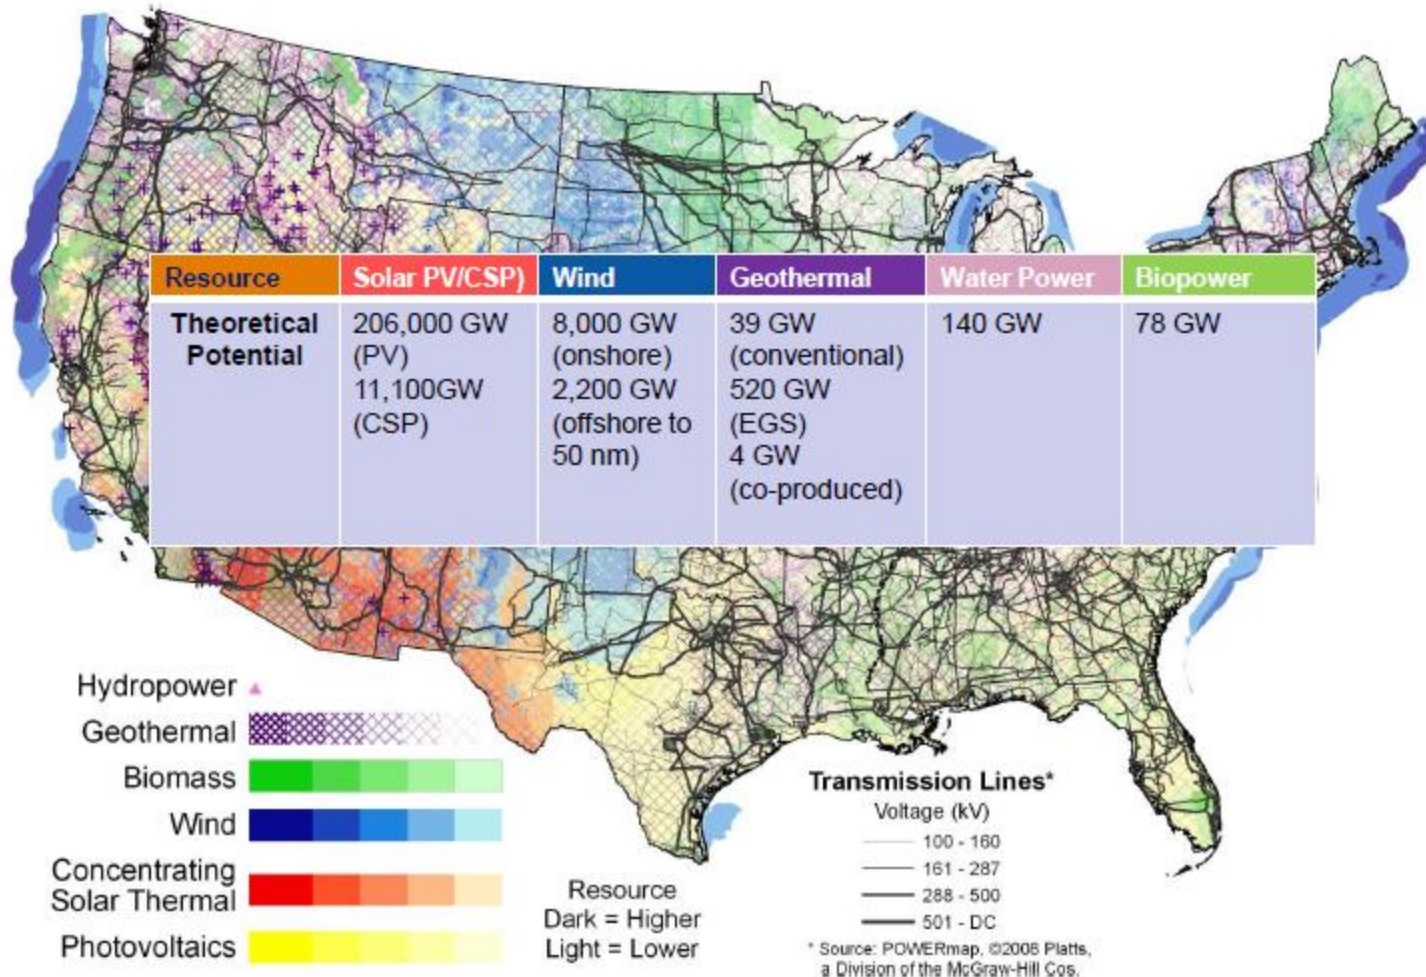 Resource Solar PV/CSP) Wind Geothermal Water Power Biopower
Theoretical Potential
206,000 GW
(PV)
11,100GW
(CSP)
8,000 GW
(onshore)
2,200 GW
(offshore to
50 nm)
39 GW
(conventional)
520 GW
(EGS)
4 GW
(co-produced)
140 GW
78 GW
Hydropower
Geothermal
Biomass
Wind
Concentrating
Solar Thermal
Photovoltaics
Resource
Dark = Higher
Light = Lower
Transmission Lines*
Voltage (kV)
100 - 160
161 - 287
288 - 500
501 - DC
* Source: POWERmap, ©2008 Platts,
a Division of the McGraw-Hill Cos.